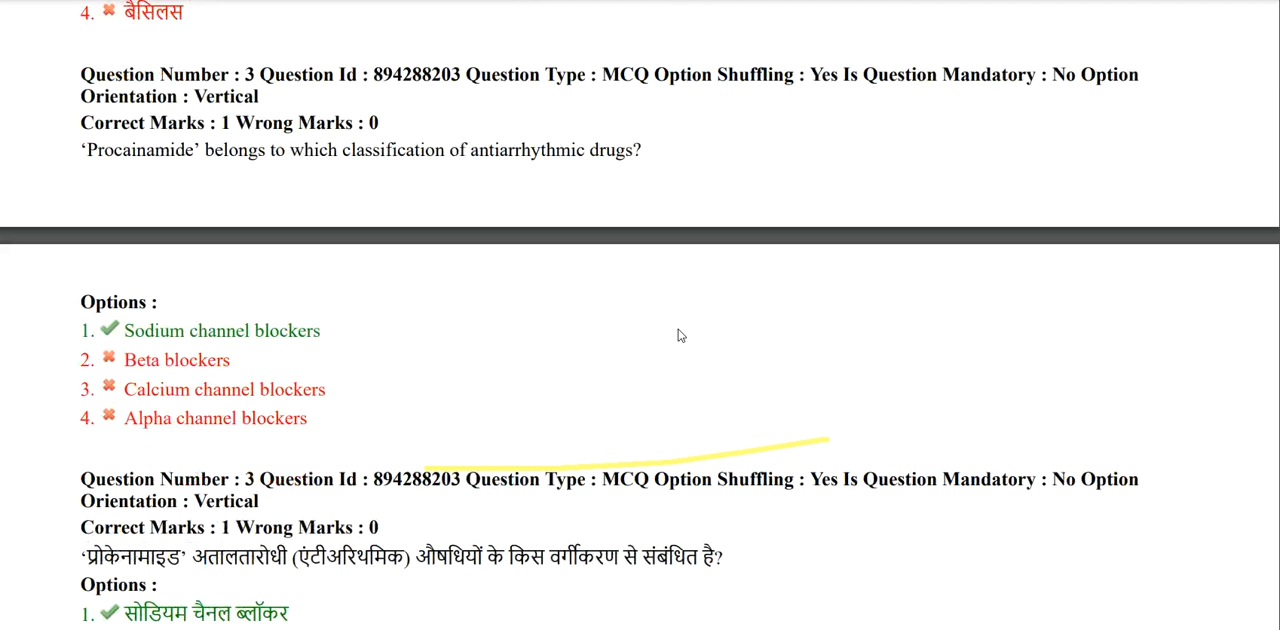 4. ✖ बैसिलस
Question Number : 3 Question Id : 894288203 Question Type : MCQ Option Shuffling : Yes Is Question Mandatory : No Option
Orientation : Vertical
Correct Marks : 1 Wrong Marks : 0
‘Procainamide’ belongs to which classification of antiarrhythmic drugs?
Options :
1. ✔ Sodium channel blockers
2. ✖ Beta blockers
3. ✖ Calcium channel blockers
4. ✖ Alpha channel blockers
Question Number : 3 Question Id : 894288203 Question Type : MCQ Option Shuffling : Yes Is Question Mandatory : No Option
Orientation : Vertical
Correct Marks : 1 Wrong Marks : 0
‘प्रोकेनामाइड’ अतालतारोधी (एंटीअरिथमिक) औषधियों के किस वर्गीकरण से संबंधित है?
Options :
1. ✔ सोडियम चैनल ब्लॉकर